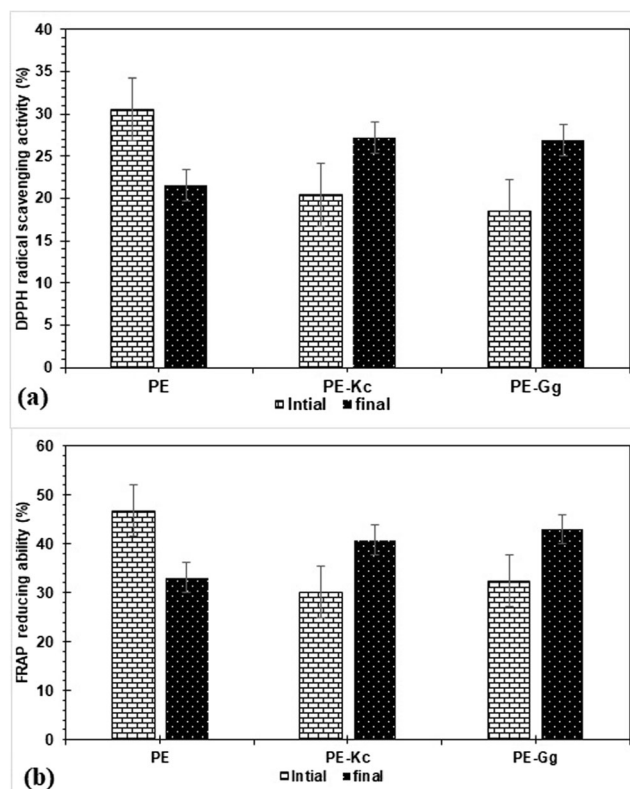 DPPH radical scavenging activity (%)
40
35
30
25
20
15
10
5
0
PE PE-Kc PE-Gg
(a)
Intial final
FRAP reducing ability (%)
60
50
40
30
20
10
0
PE PE-Kc PE-Gg
(b)
Intial final